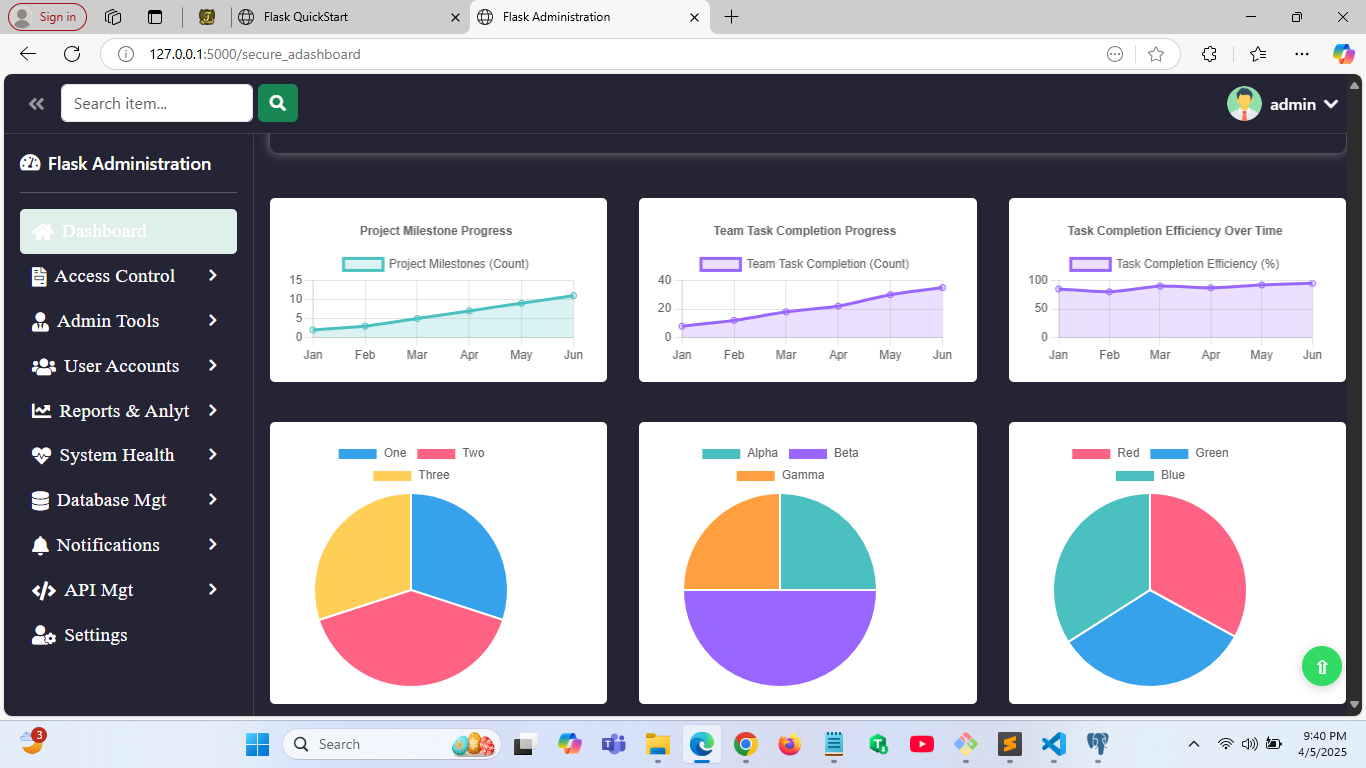 Sign in
Flask QuickStart
Flask Administration
127.0.0.1:5000/secure_adashboard
Search item...
admin
Flask Administration
Dashboard
Access Control
Admin Tools
User Accounts
Reports & Anlyt
System Health
Database Mgt
Notifications
API Mgt
Settings
Project Milestone Progress
Project Milestones (Count)
15
10
5
0
Jan Feb Mar Apr May Jun
Team Task Completion Progress
Team Task Completion (Count)
40
20
0
Jan Feb Mar Apr May Jun
Task Completion Efficiency Over Time
Task Completion Efficiency (%)
100
50
0
Jan Feb Mar Apr May Jun
One Two
Three
Alpha Beta
Gamma
Red Green
Blue
3
Search
9:40 PM
4/5/2025